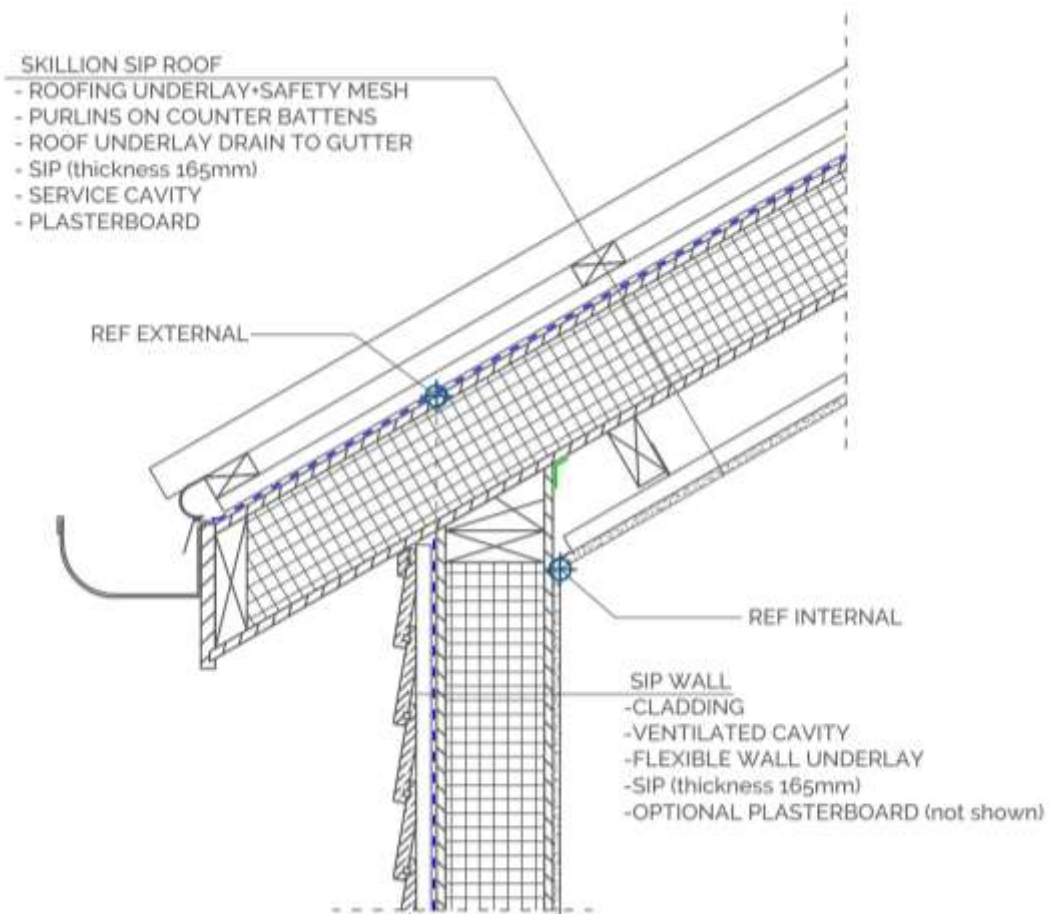 SKILLION SIP ROOF
- ROOFING UNDERLAY+SAFETY MESH
- PURLINS ON COUNTER BATTENS
- ROOF UNDERLAY DRAIN TO GUTTER
- SIP (thickness 165mm)
- SERVICE CAVITY
- PLASTERBOARD
REF EXTERNAL
REF INTERNAL
SIP WALL
-CLADDING
-VENTILATED CAVITY
-FLEXIBLE WALL UNDERLAY
-SIP (thickness 165mm)
-OPTIONAL PLASTERBOARD (not shown)